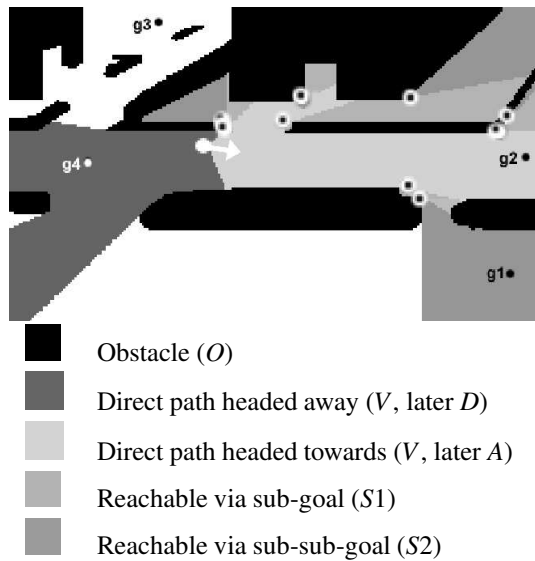 g3
g4
g2
g1
Obstacle (O)
Direct path headed away (V, later D)
Direct path headed towards (V, later A)
Reachable via sub-goal (S1)
Reachable via sub-sub-goal (S2)